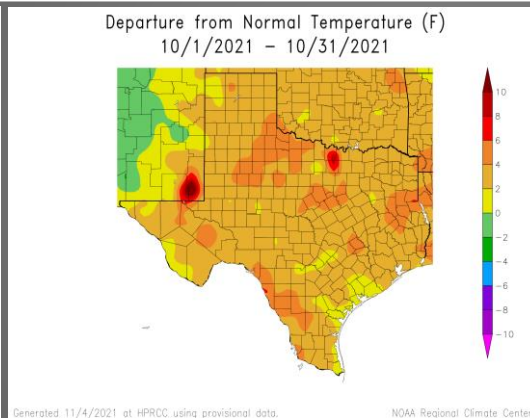 Departure from Normal Temperature (F)
10/1/2021 – 10/31/2021
10
8
6
4
2
0
−2
−4
−6
−8
−10
Generated 11/4/2021 at HPRCC using provisional data.
NOAA Regional Climate Center